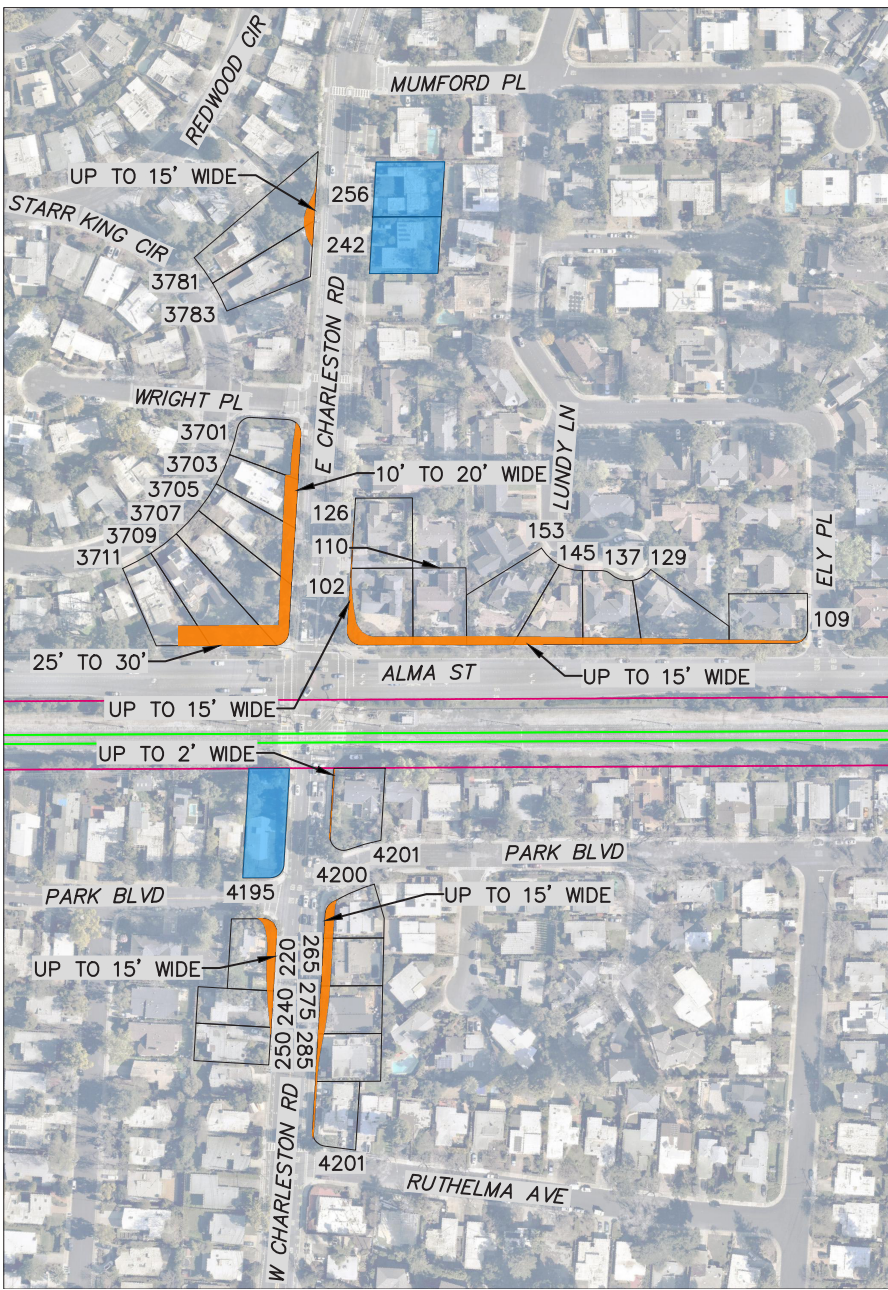 REDWOOD CIR
MUMFORD PL
UP TO 15' WIDE
256
STARR KING CIR
242
3781
3783
E CHARLESTON RD
WRIGHT PL
3701
3703
10' TO 20' WIDE
3705
LUNDY LN
126
3707
3709
153
110
145
137
129
3711
ELY PL
102
109
25' TO 30'
ALMA ST
UP TO 15' WIDE
UP TO 15' WIDE
UP TO 2' WIDE
4201
PARK BLVD
4200
PARK BLVD
4195
UP TO 15' WIDE
220
265
UP TO 15' WIDE
240
275
250
285
W CHARLESTON RD
4201
RUTHELMA AVE